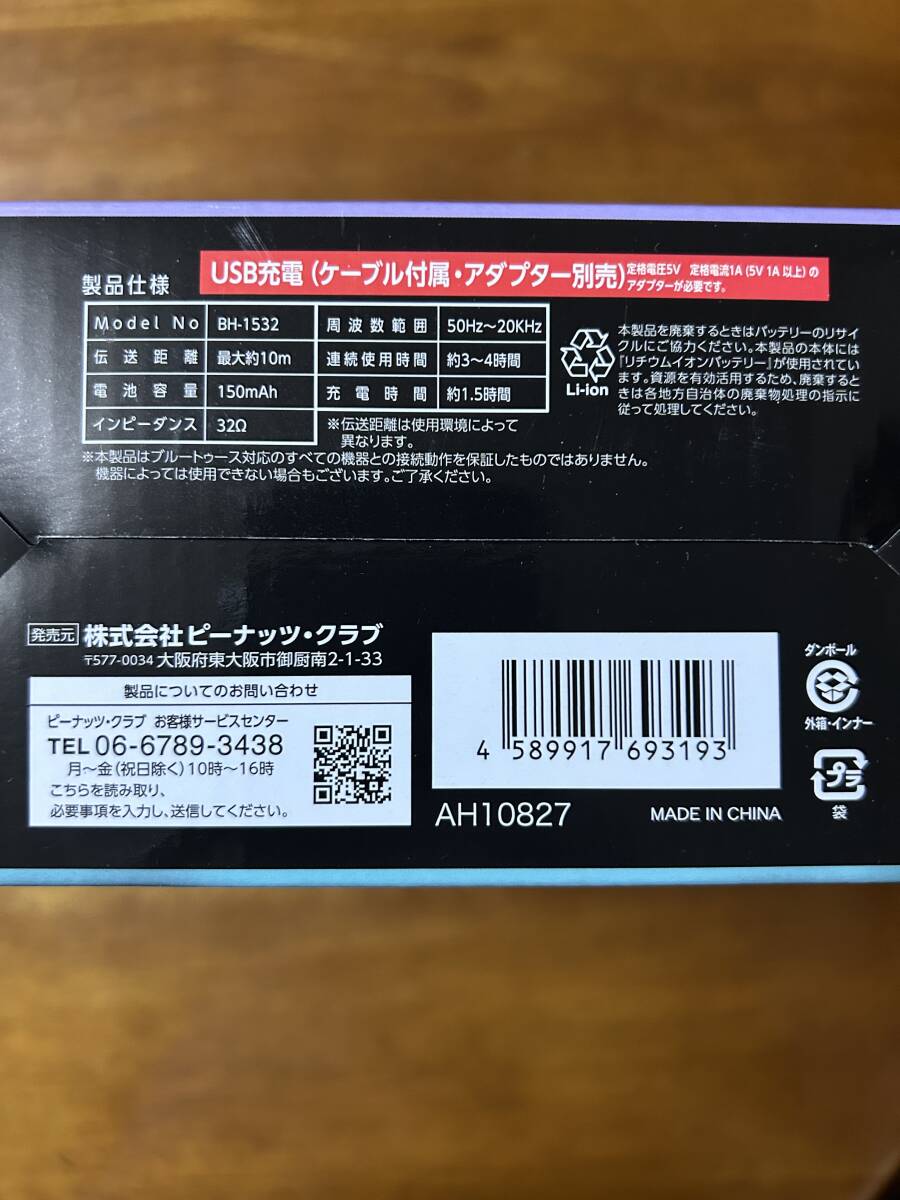 製品仕様
USB充電（ケーブル付属・アダプター別売）
定格電圧5V 定格電流1A (5V 1A 以上) の
アダプターが必要です。
Model No BH-1532 周波数範囲 50Hz～20KHz
伝送距離 最大約10m 連続使用時間 約3～4時間
電池容量 150mAh 充電時間 約1.5時間
インピーダンス 32Ω
※伝送距離は使用環境によって
異なります。
※本製品はブルートゥース対応のすべての機器との接続動作を保証したものではありません。
機器によっては使用できない場合もございます。ご了承ください。
Li-ion
本製品を廃棄するときはバッテリーのリサイ
クルにご協力ください。本製品の本体には
『リチウムイオンバッテリー』が使用されてい
ます。資源を有効活用するため、廃棄すると
きは各地方自治体の廃棄物処理の指示に
従って処理してください。
発売元 株式会社ピーナッツ・クラブ
〒577-0034 大阪府東大阪市御厨南2-1-33
製品についてのお問い合わせ
ピーナッツ・クラブ お客様サービスセンター
TEL 06-6789-3438
月～金（祝日除く）10時～16時
こちらを読み取り、
必要事項を入力し、送信してください。
4 589917 693193
AH10827
MADE IN CHINA
ダンボール
外箱・インナー
プラ
袋